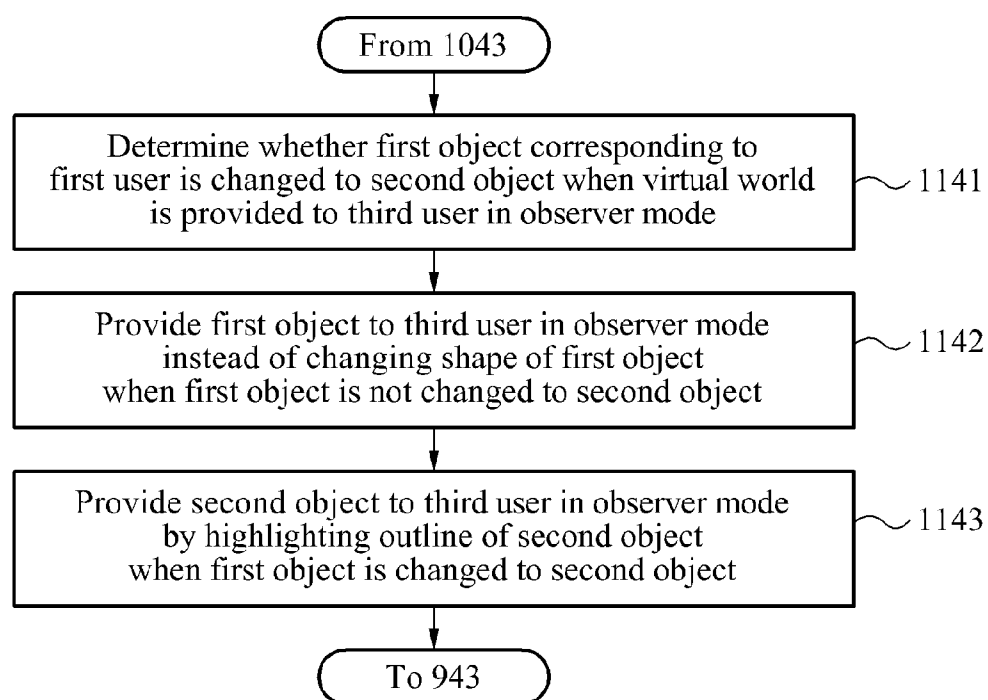 From 1043
Determine whether first object corresponding to
first user is changed to second object when virtual world
is provided to third user in observer mode
1141
Provide first object to third user in observer mode
instead of changing shape of first object
when first object is not changed to second object
1142
Provide second object to third user in observer mode
by highlighting outline of second object
when first object is changed to second object
1143
To 943